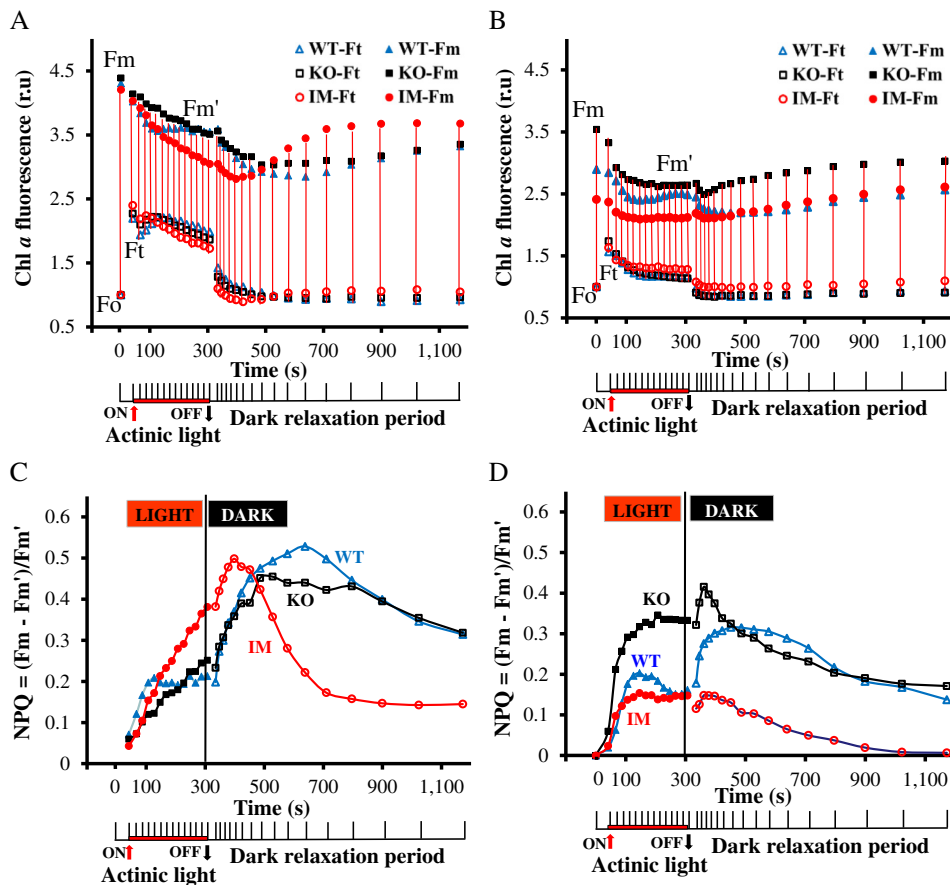 A
Chl a fluorescence (r.u)
4.5
3.5
2.5
1.5
0.5
Fm
Fm'
Ft
Fo
WT-Ft WT-Fm
KO-Ft KO-Fm
IM-Ft IM-Fm
0 100 300 500 700 900 1,100
Time (s)
ON OFF Dark relaxation period
Actinic light
B
Chl a fluorescence (r.u)
4.5
3.5
2.5
1.5
0.5
Fm
Fm'
Ft
Fo
WT-Ft WT-Fm
KO-Ft KO-Fm
IM-Ft IM-Fm
0 100 300 500 700 900 1,100
Time (s)
ON OFF Dark relaxation period
Actinic light
C
NPQ = (Fm - Fm')/Fm'
0.6
0.5
0.4
0.3
0.2
0.1
0
LIGHT DARK
WT
KO
IM
0 100 300 500 700 900 1,100
Time (s)
ON OFF Dark relaxation period
Actinic light
D
NPQ = (Fm - Fm')/Fm'
0.6
0.5
0.4
0.3
0.2
0.1
0
LIGHT DARK
KO
WT
IM
0 100 300 500 700 900 1,100
Time (s)
ON OFF Dark relaxation period
Actinic light